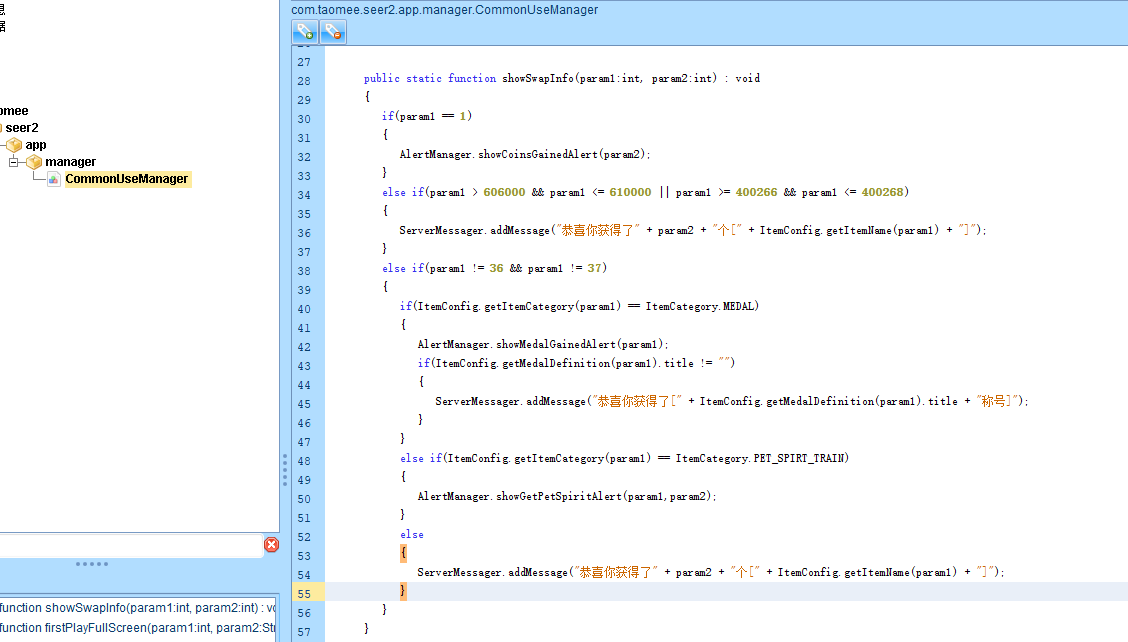 com.taomee.seer2.app.manager.CommonUseManager
息
据
omee
seer2
app
manager
CommonUseManager
27
28 public static function showSwapInfo(param1:int, param2:int) : void
29 {
30 if(param1 == 1)
31 {
32 AlertManager.showCoinsGainedAlert(param2);
33 }
34 else if(param1 > 606000 && param1 <= 610000 || param1 >= 400266 && param1 <= 400268)
35 {
36 ServerMessager.addMessage("恭喜你获得了" + param2 + "个[" + ItemConfig.getItemName(param1) + "]");
37 }
38 else if(param1 != 36 && param1 != 37)
39 {
40 if(ItemConfig.getItemCategory(param1) == ItemCategory.MEDAL)
41 {
42 AlertManager.showMedalGainedAlert(param1);
43 if(ItemConfig.getMedalDefinition(param1).title != "")
44 {
45 ServerMessager.addMessage("恭喜你获得了[" + ItemConfig.getMedalDefinition(param1).title + "称号]");
46 }
47 }
48 else if(ItemConfig.getItemCategory(param1) == ItemCategory.PET_SPIRT_TRAIN)
49 {
50 AlertManager.showGetPetSpiritAlert(param1,param2);
51 }
52 else
53 {
54 ServerMessager.addMessage("恭喜你获得了" + param2 + "个[" + ItemConfig.getItemName(param1) + "]");
55 }
56 }
57 }
function showSwapInfo(param1:int, param2:int) : vo
function firstPlayFullScreen(param1:int, param2:Str